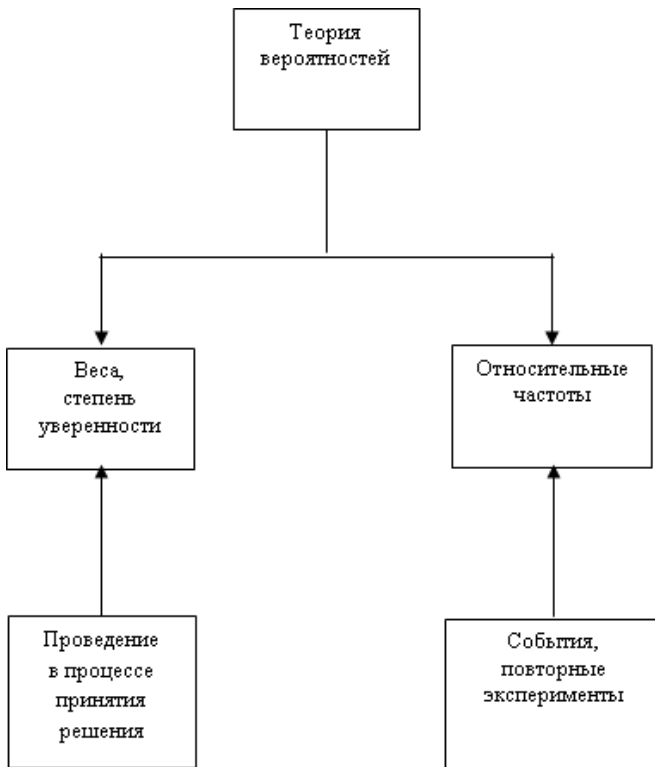 Теория
вероятностей
Веса,
степень
уверенности
Относительные
частоты
Проведение
в процессе
принятия
решения
События,
повторные
эксперименты